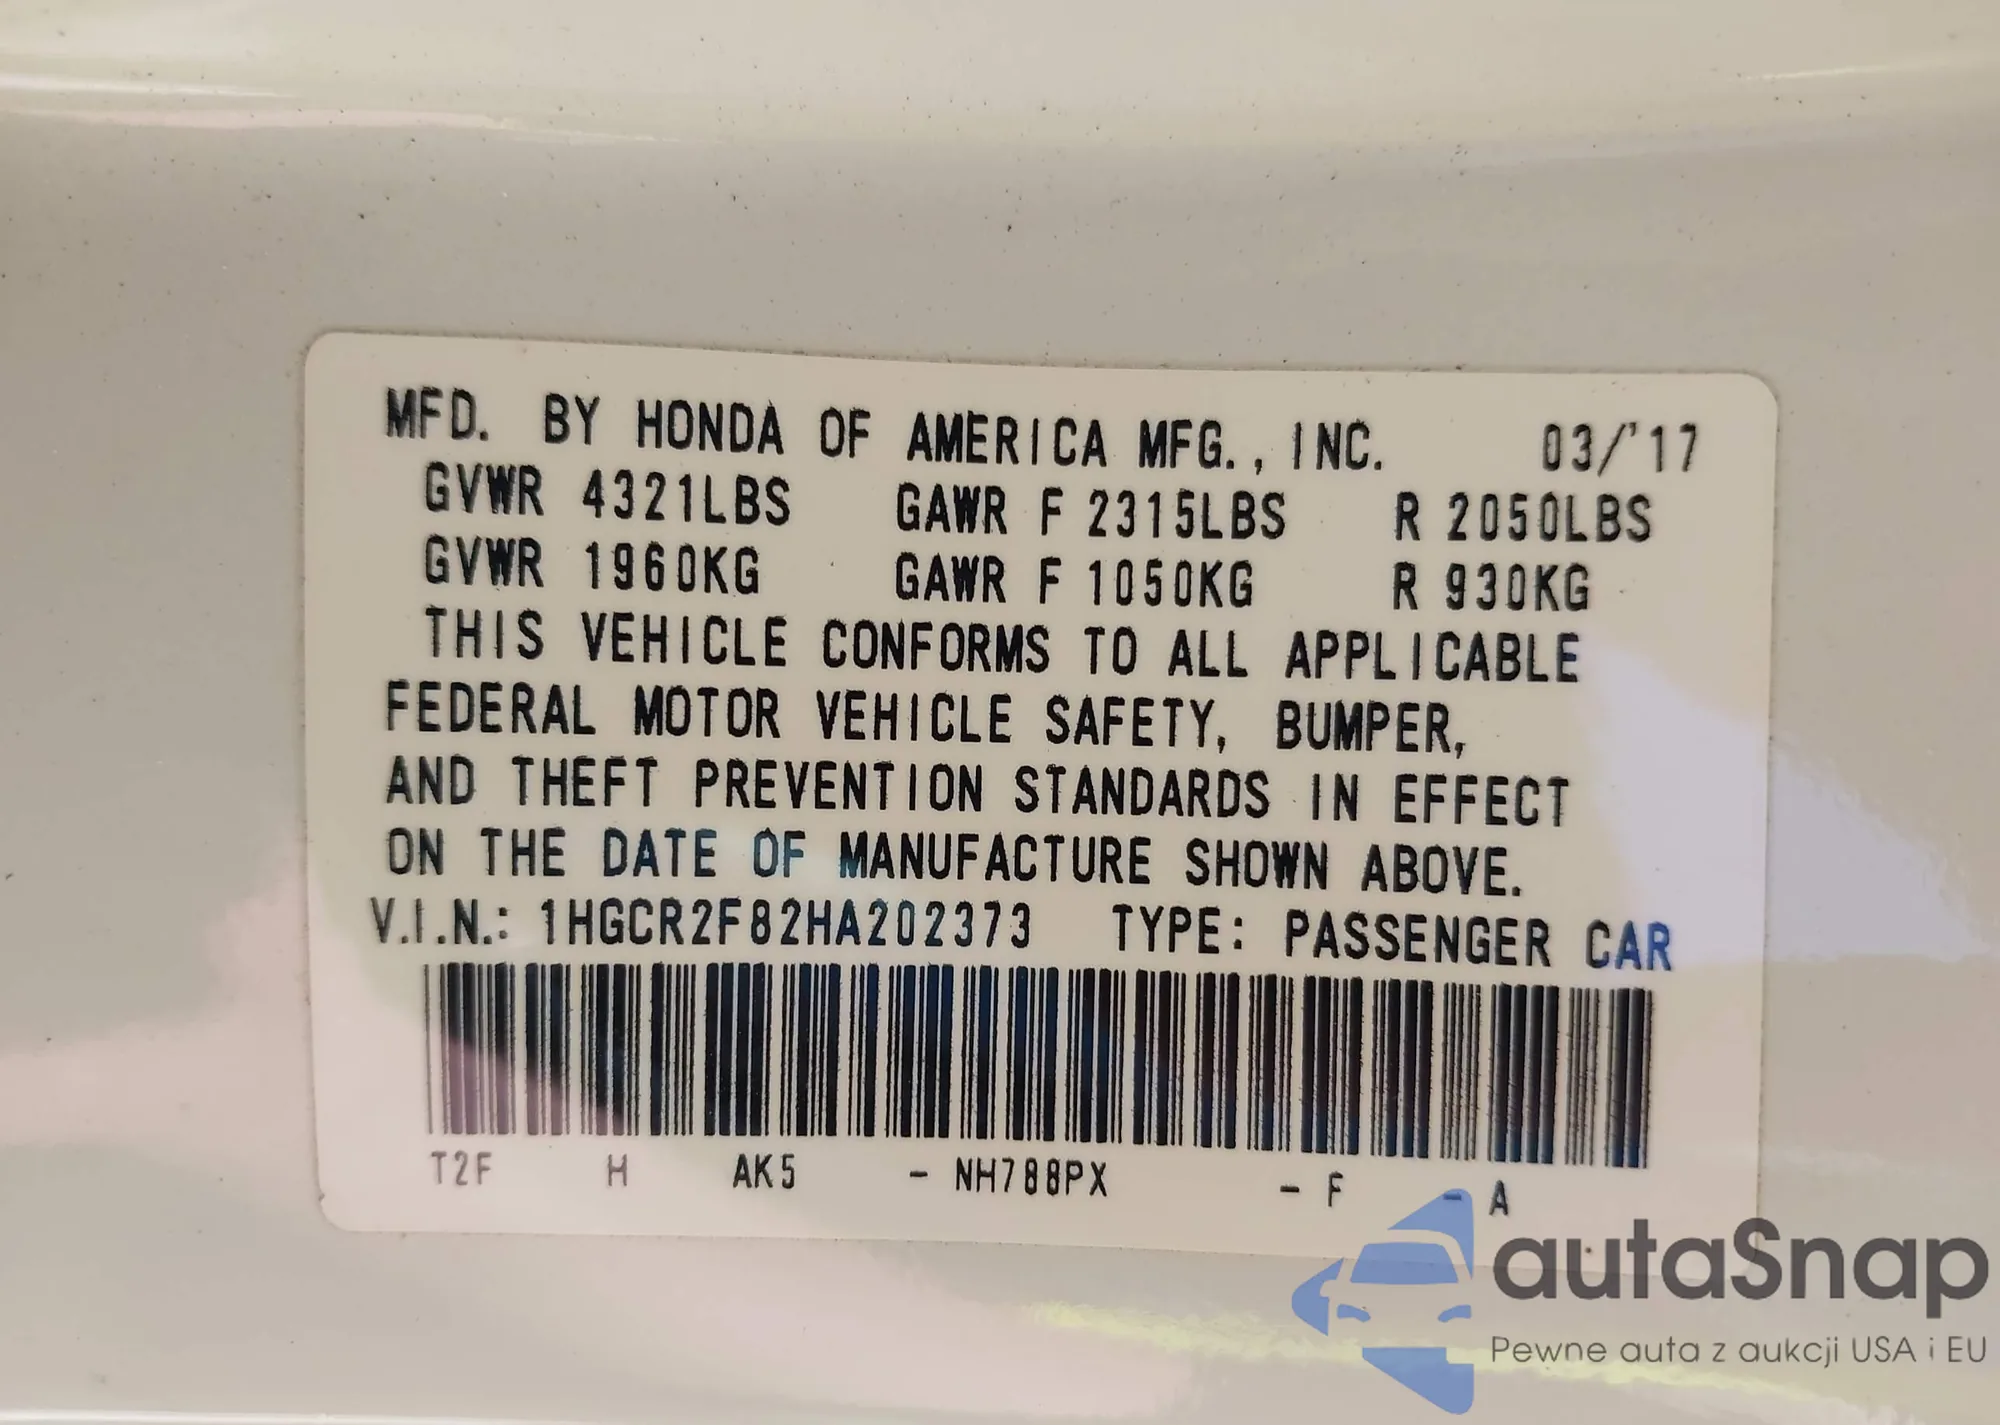 MFD. BY HONDA OF AMERICA MFG., INC. 03/'17
GVWR 4321LBS GAWR F 2315LBS R 2050LBS
GVWR 1960KG GAWR F 1050KG R 930KG
THIS VEHICLE CONFORMS TO ALL APPLICABLE
FEDERAL MOTOR VEHICLE SAFETY, BUMPER,
AND THEFT PREVENTION STANDARDS IN EFFECT
ON THE DATE OF MANUFACTURE SHOWN ABOVE.
V.I.N.: 1HGCR2F82HA202373 TYPE: PASSENGER CAR
T2F H AK5 - NH788PX - F - A
autaSnap
Pewne auta z aukcji USA i EU